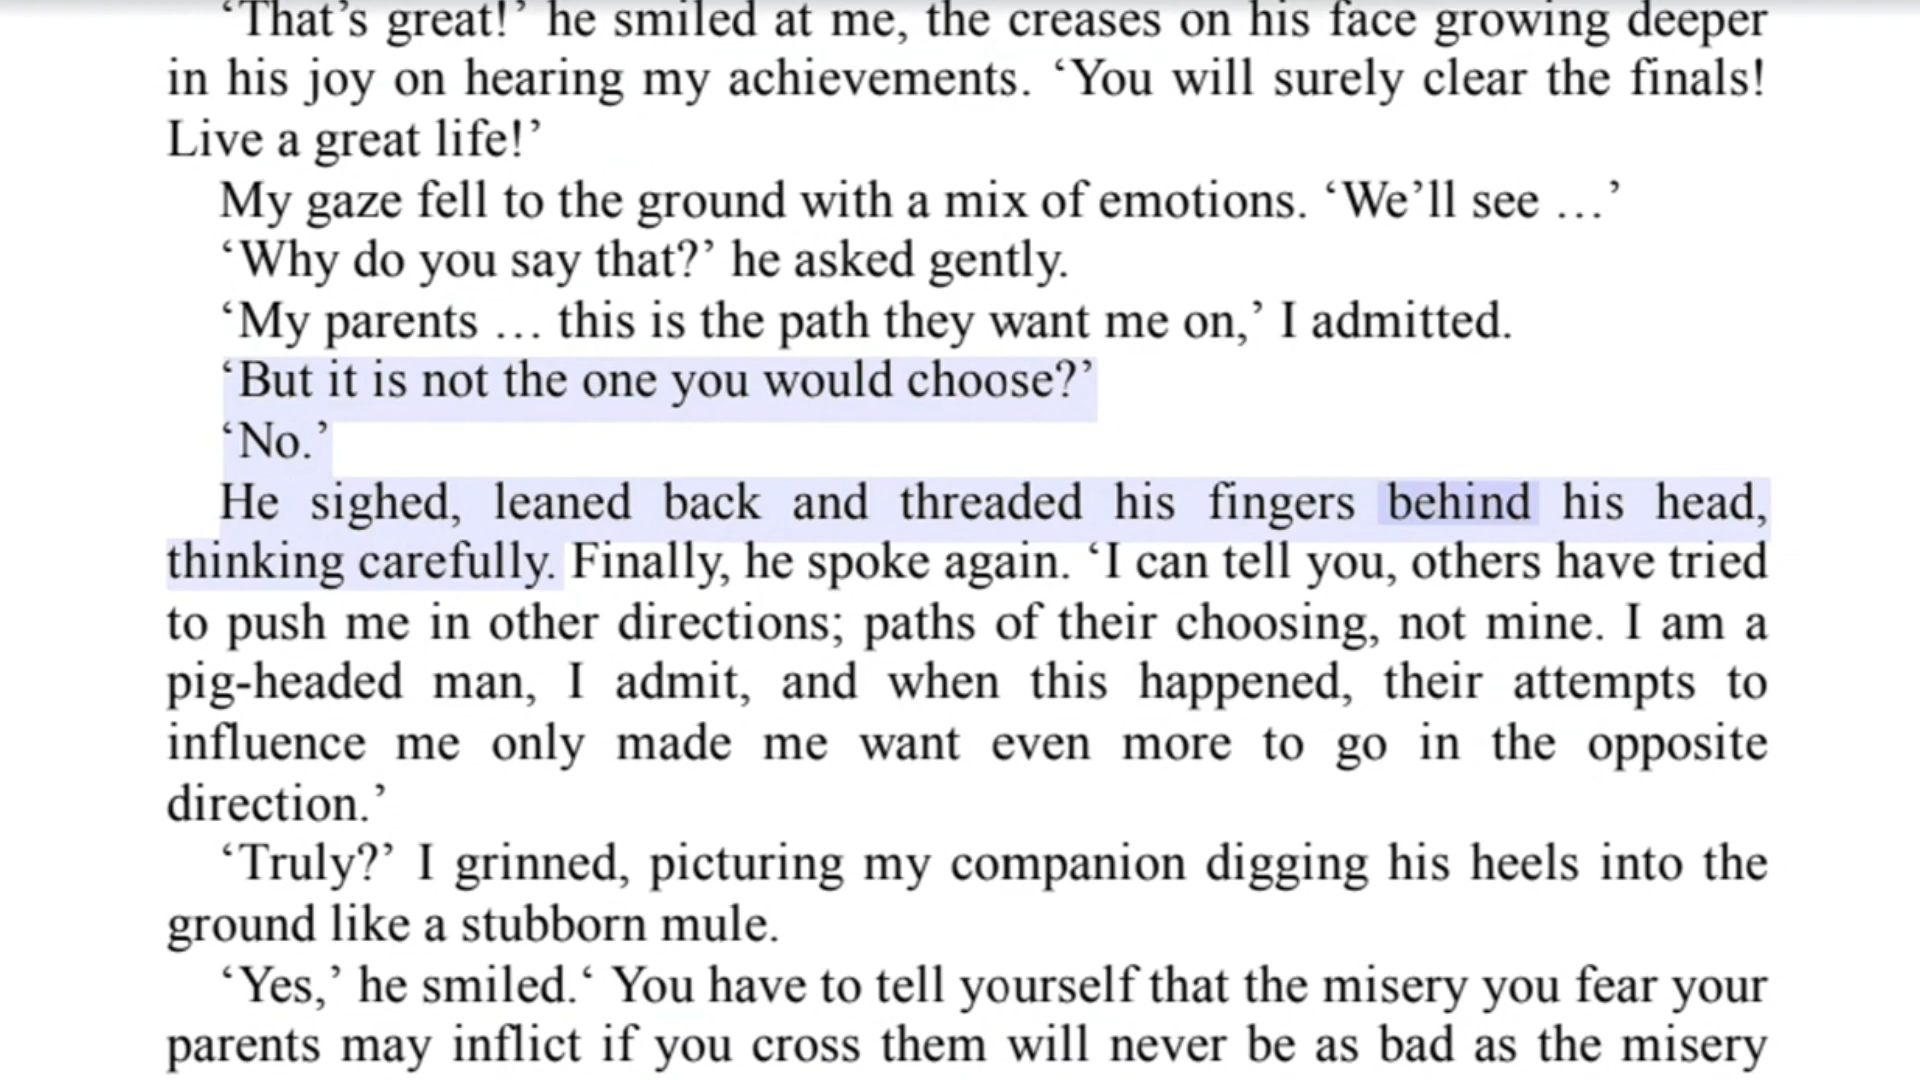 ‘That’s great!’ he smiled at me, the creases on his face growing deeper
in his joy on hearing my achievements. ‘You will surely clear the finals!
Live a great life!’
My gaze fell to the ground with a mix of emotions. ‘We’ll see …’
‘Why do you say that?’ he asked gently.
‘My parents … this is the path they want me on,’ I admitted.
‘But it is not the one you would choose?’
‘No.’
He sighed, leaned back and threaded his fingers behind his head,
thinking carefully. Finally, he spoke again. ‘I can tell you, others have tried
to push me in other directions; paths of their choosing, not mine. I am a
pig-headed man, I admit, and when this happened, their attempts to
influence me only made me want even more to go in the opposite
direction.’
‘Truly?’ I grinned, picturing my companion digging his heels into the
ground like a stubborn mule.
‘Yes,’ he smiled.‘ You have to tell yourself that the misery you fear your
parents may inflict if you cross them will never be as bad as the misery